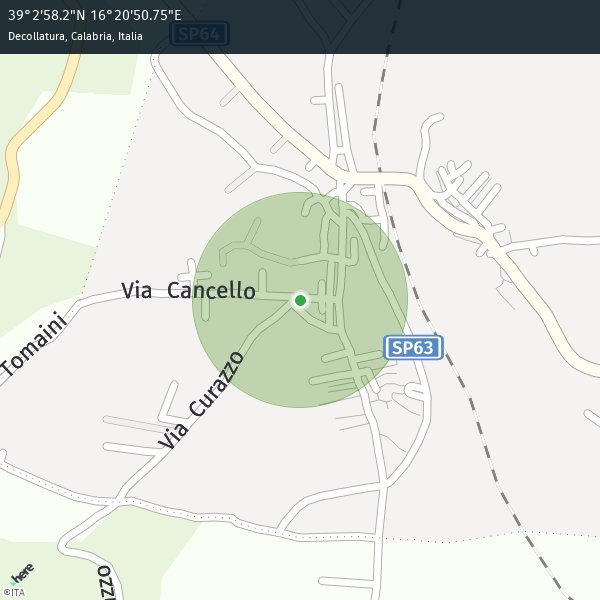 39°2'58.2"N 16°20'50.75"E
Decollatura, Calabria, Italia
SP64
Via Cancello
Tomaini
SP63
Via Curazzo
here
©ITA